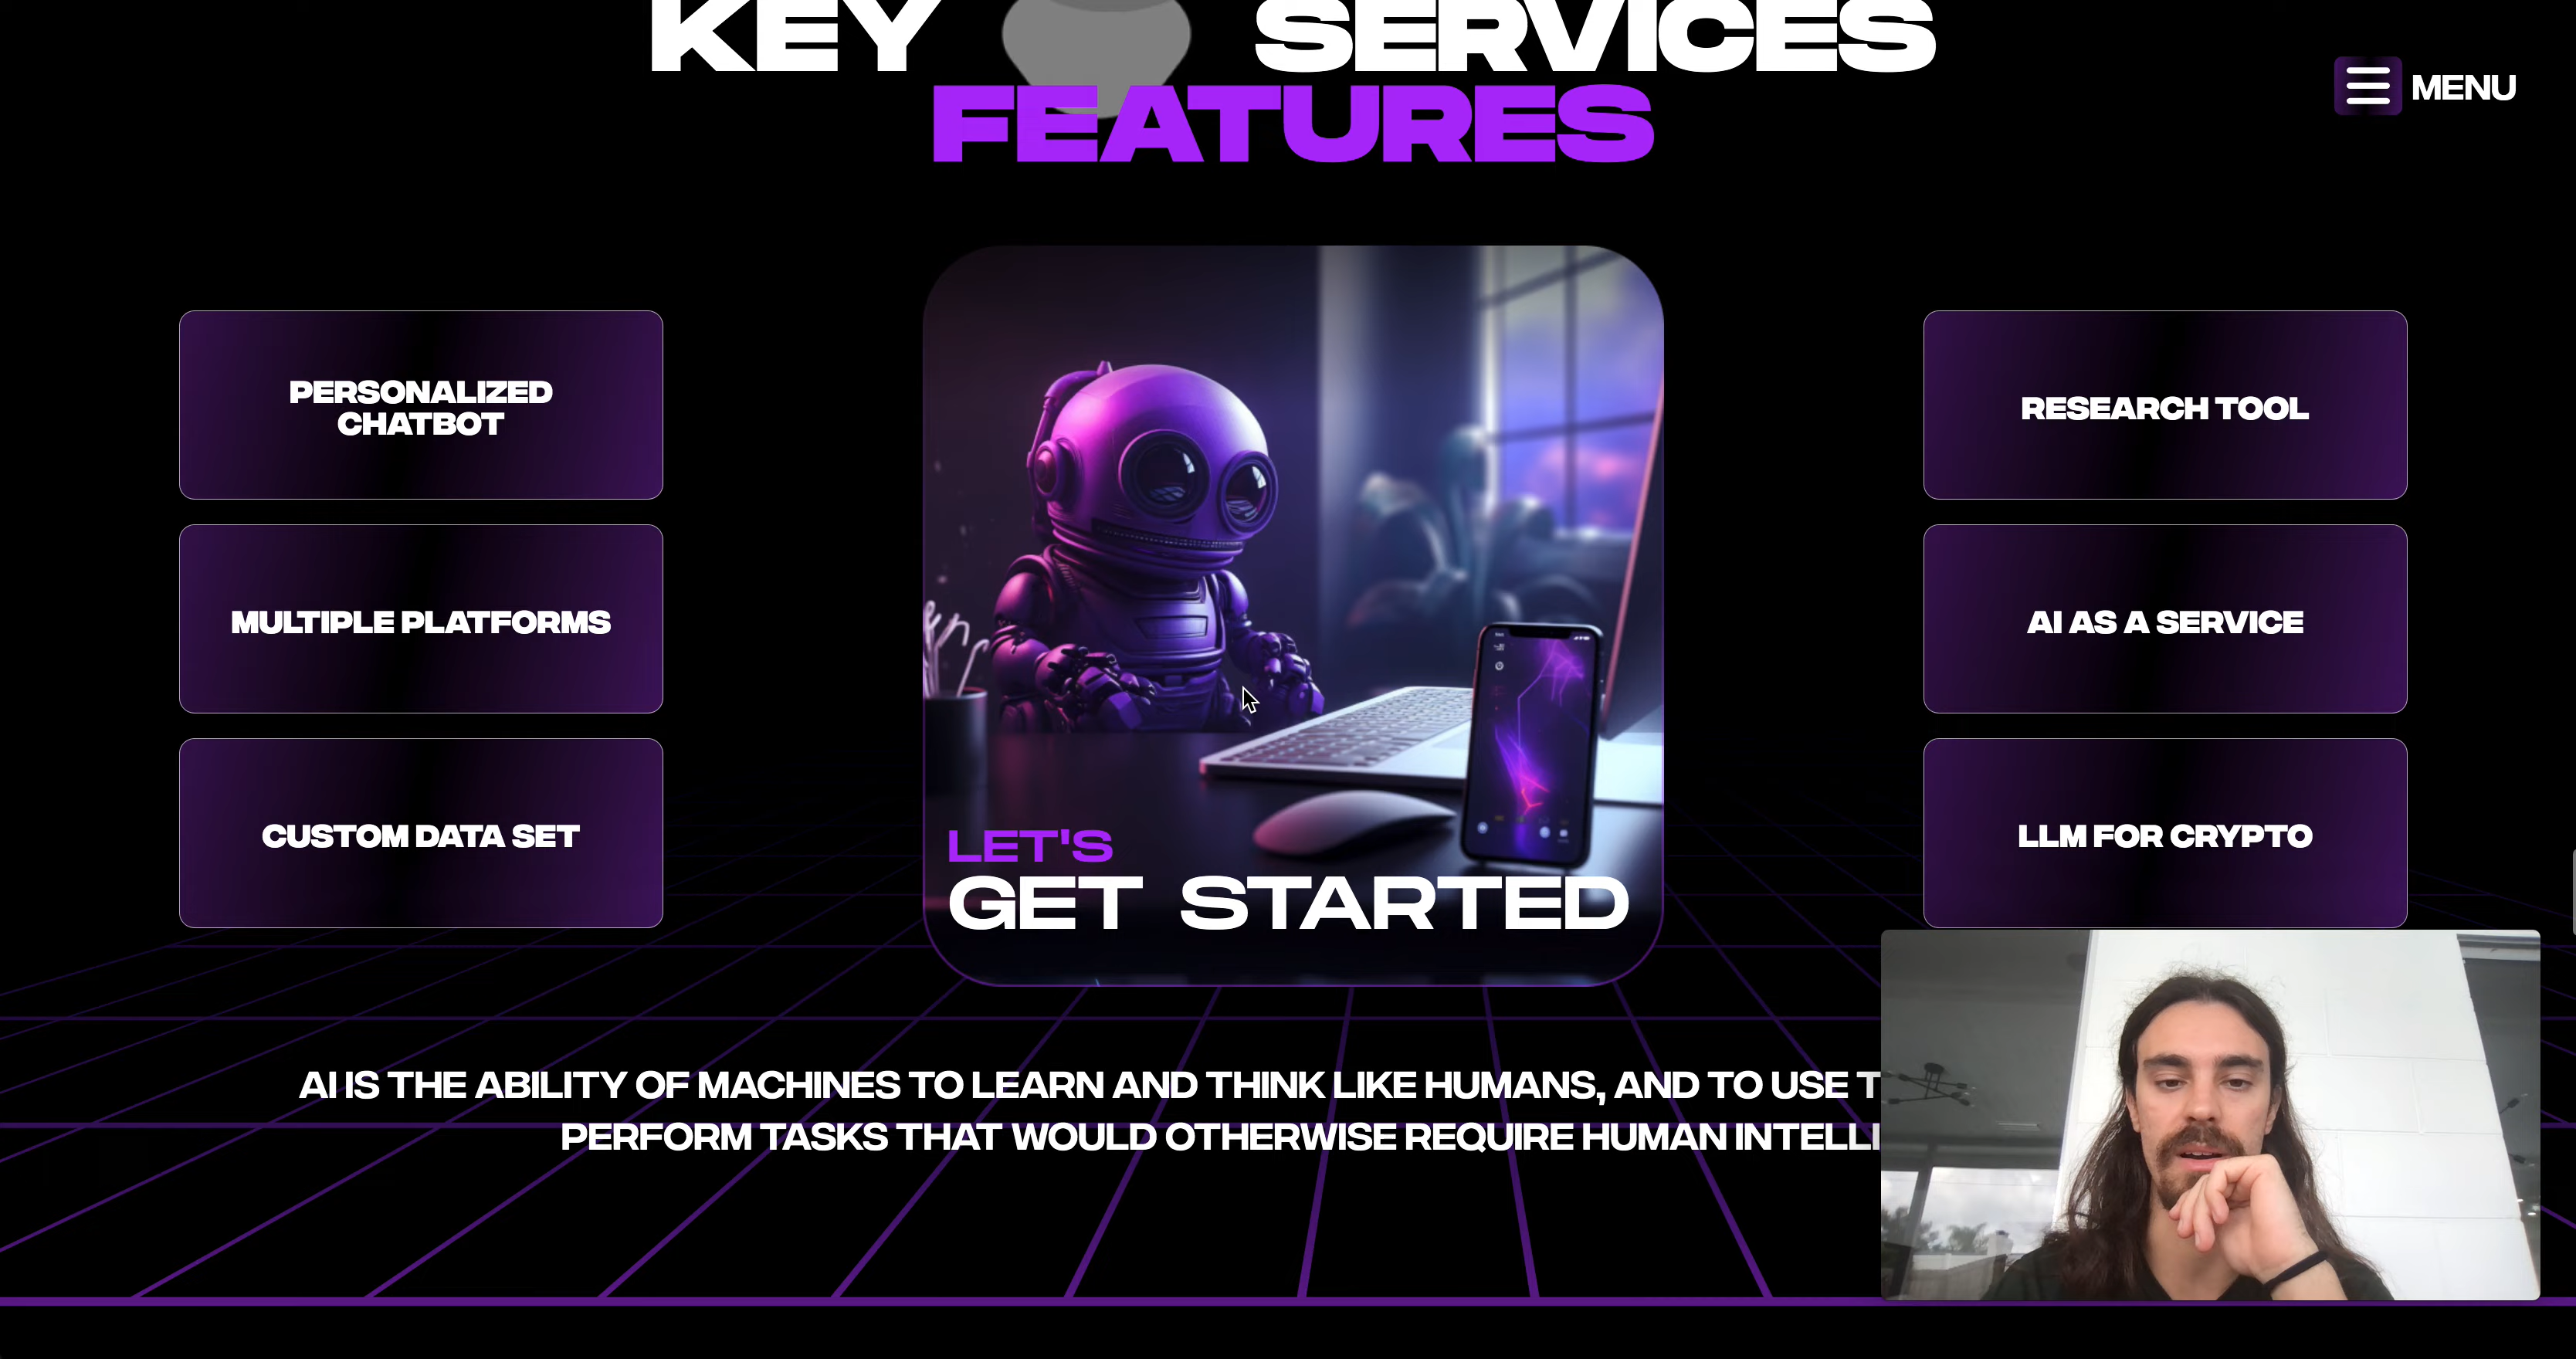 KEY SERVICES
FEATURES
MENU
PERSONALIZED
CHATBOT
MULTIPLE PLATFORMS
CUSTOM DATA SET
LET'S
GET STARTED
RESEARCH TOOL
AI AS A SERVICE
LLM FOR CRYPTO
AI IS THE ABILITY OF MACHINES TO LEARN AND THINK LIKE HUMANS, AND TO USE
PERFORM TASKS THAT WOULD OTHERWISE REQUIRE HUMAN